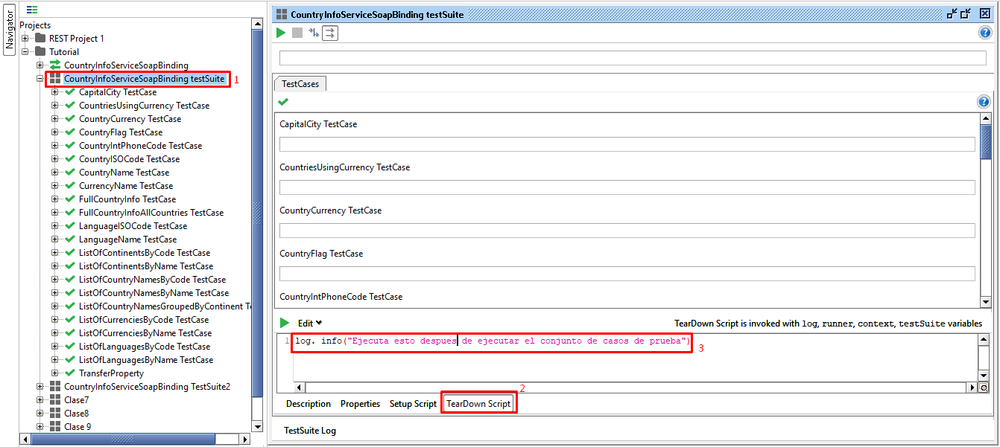 Navigator
Projects
REST Project 1
Tutorial
CountryInfoServiceSoapBinding
CountryInfoServiceSoapBinding testSuite
1
CapitalCity TestCase
CountriesUsingCurrency TestCase
CountryCurrency TestCase
CountryFlag TestCase
CountryIntPhoneCode TestCase
CountryISOCode TestCase
CountryName TestCase
CurrencyName TestCase
FullCountryInfo TestCase
FullCountryInfoAllCountries TestCase
LanguageISOCode TestCase
LanguageName TestCase
ListOfContinentsByCode TestCase
ListOfContinentsByName TestCase
ListOfCountryNamesByCode TestCase
ListOfCountryNamesByName TestCase
ListOfCountryNamesGroupedByContinent Te
ListOfCurrenciesByCode TestCase
ListOfCurrenciesByName TestCase
ListOfLanguagesByCode TestCase
ListOfLanguagesByName TestCase
TransferProperty
CountryInfoServiceSoapBinding TestSuite2
Clase7
Clase8
Clase 9
CountryInfoServiceSoapBinding testSuite
?
TestCases
?
CapitalCity TestCase
CountriesUsingCurrency TestCase
CountryCurrency TestCase
CountryFlag TestCase
CountryIntPhoneCode TestCase
Edit
TearDown Script is invoked with log, runner, context, testSuite variables
1 log. info("Ejecuta esto despues de ejecutar el conjunto de casos de prueba")
3
2
Description Properties Setup Script TearDown Script
TestSuite Log